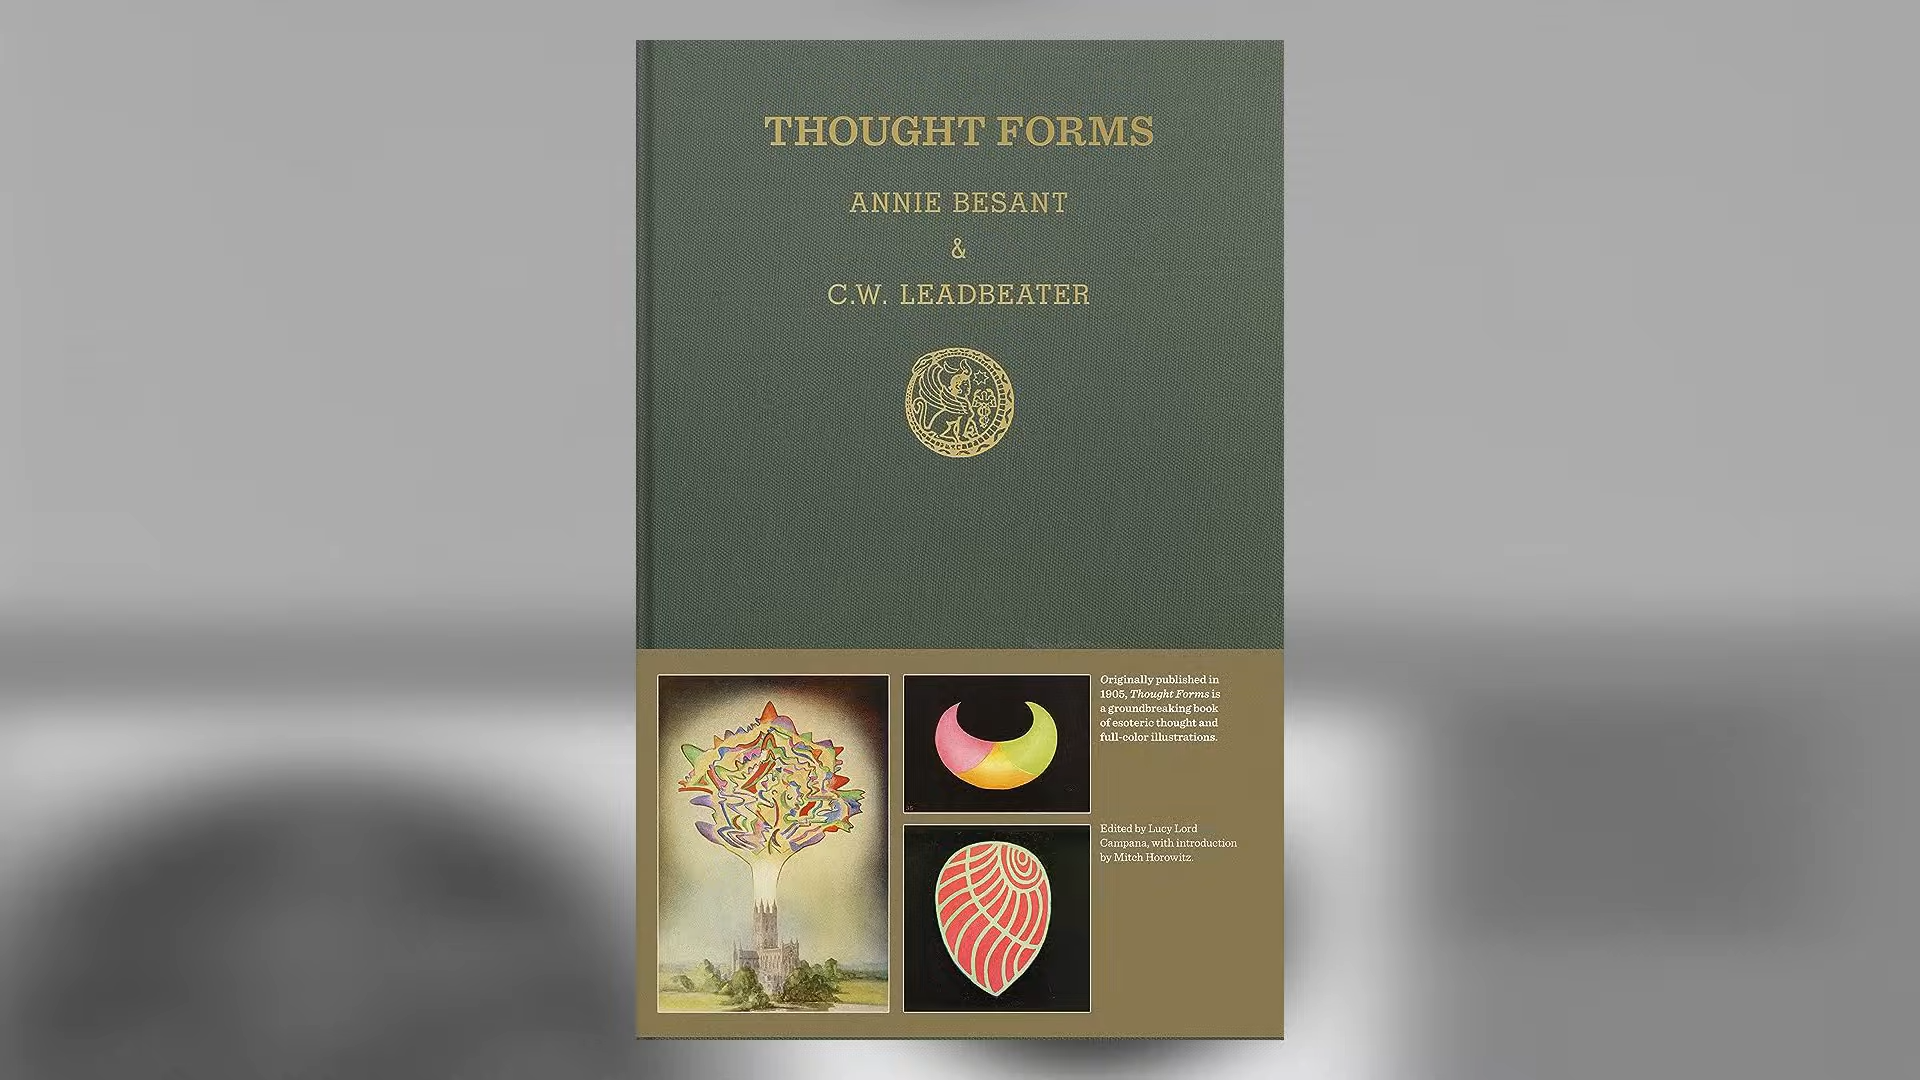 THOUGHT FORMS
ANNIE BESANT
&
C.W. LEADBEATER
Originally published in
1905, Thought Forms is
a groundbreaking book
of esoteric thought and
full-color illustrations.
Edited by Lucy Lord
Campana, with introduction
by Mitch Horowitz.